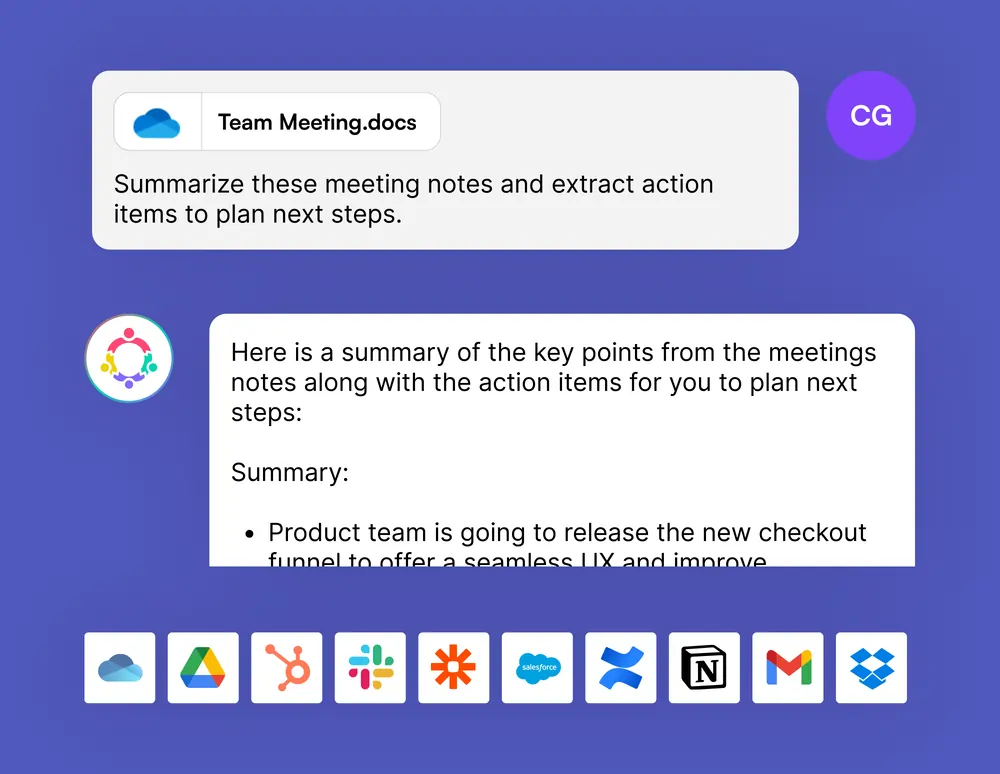 Team Meeting.docs
CG
Summarize these meeting notes and extract action
items to plan next steps.
Here is a summary of the key points from the meetings
notes along with the action items for you to plan next
steps:
Summary:
• Product team is going to release the new checkout
funnel to offer a seamless UX and improve
salesforce
N